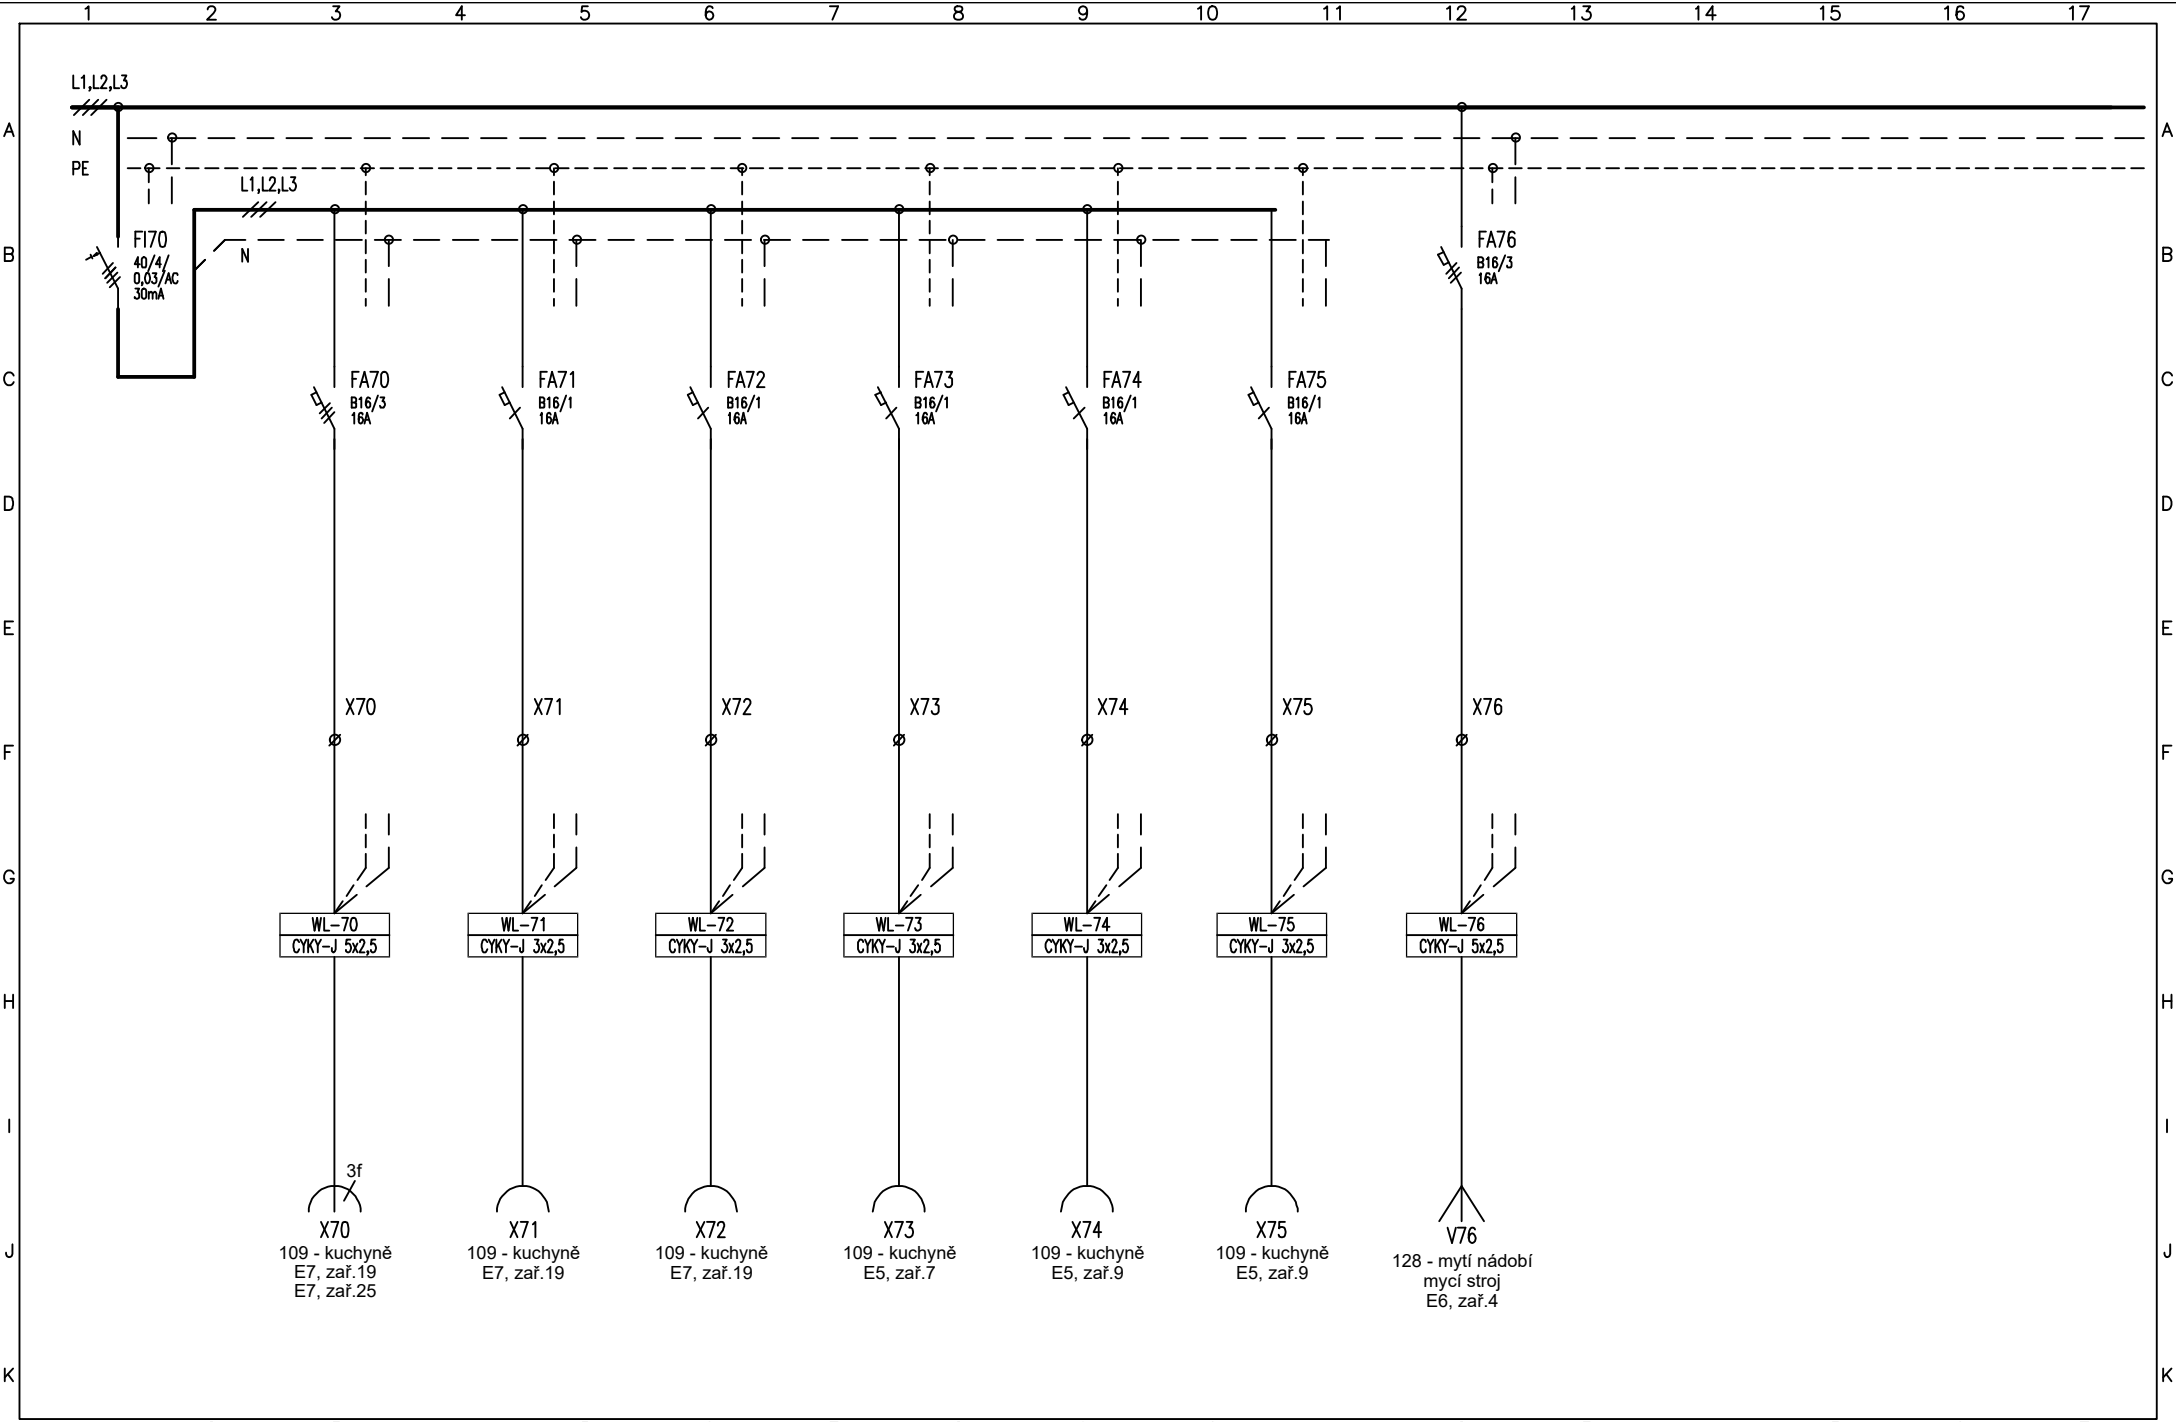 1 2 3 4 5 6 7 8 9 10 11 12 13 14 15 16 17
L1,L2,L3
A N A
PE
L1,L2,L3
B N B
FI70
40/4/
0,03/AC
30mA
FA76
B16/3
16A
C C
FA70 FA71 FA72 FA73 FA74 FA75
B16/3 B16/1 B16/1 B16/1 B16/1 B16/1
16A 16A 16A 16A 16A 16A
D D
E E
X70 X71 X72 X73 X74 X75 X76
F F
G G
WL-70 WL-71 WL-72 WL-73 WL-74 WL-75 WL-76
CYKY-J 5x2,5 CYKY-J 3x2,5 CYKY-J 3x2,5 CYKY-J 3x2,5 CYKY-J 3x2,5 CYKY-J 3x2,5 CYKY-J 5x2,5
H H
I I
3f
X70
109 - kuchyně
E7, zař.19
E7, zař.25
X71
109 - kuchyně
E7, zař.19
X72
109 - kuchyně
E7, zař.19
X73
109 - kuchyně
E5, zař.7
X74
109 - kuchyně
E5, zař.9
X75
109 - kuchyně
E5, zař.9
V76
128 - mytí nádobí
mycí stroj
E6, zař.4
J J
K K